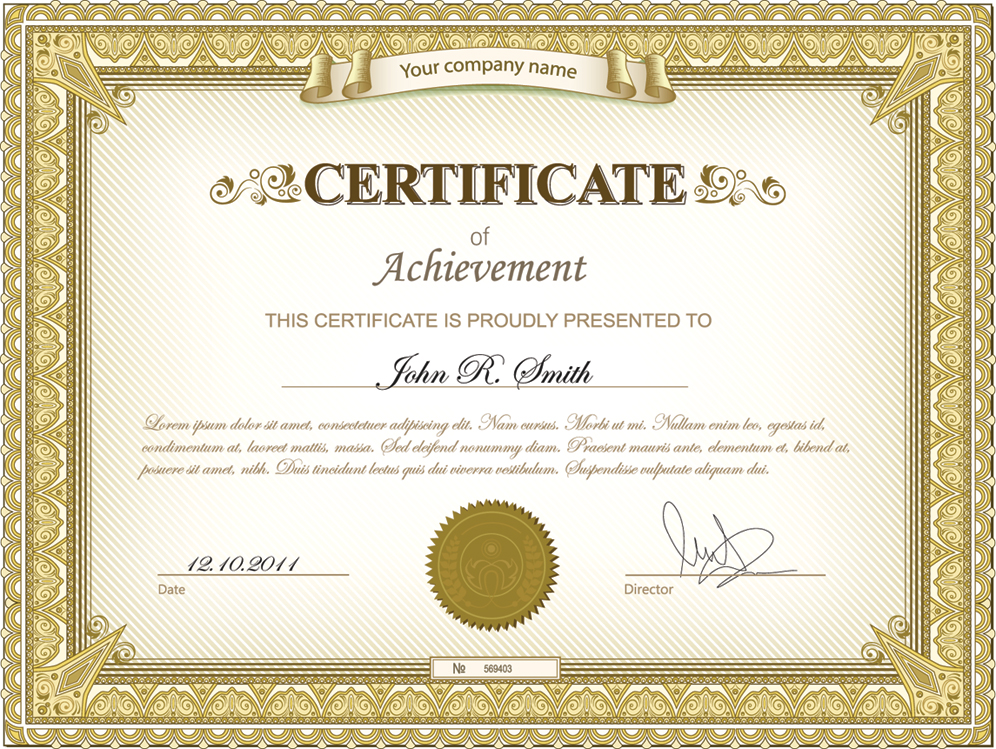 Your company name
CERTIFICATE
of
Achievement
THIS CERTIFICATE IS PROUDLY PRESENTED TO
John R. Smith
Lorem ipsum dolor sit amet, consectetuer adipiscing elit. Nam cursus. Morbi ut mi. Nullam enim leo, egestas id,
condimentum at, laoreet mattis, massa. Sed eleifend nonummy diam. Praesent mauris ante, elementum et, bibend at,
posuere sit amet, nibh. Duis tincidunt lectus quis dui viverra vestibulum. Suspendisse vulputate aliquam dui.
12.10.2011
Date
Director
№ 569403